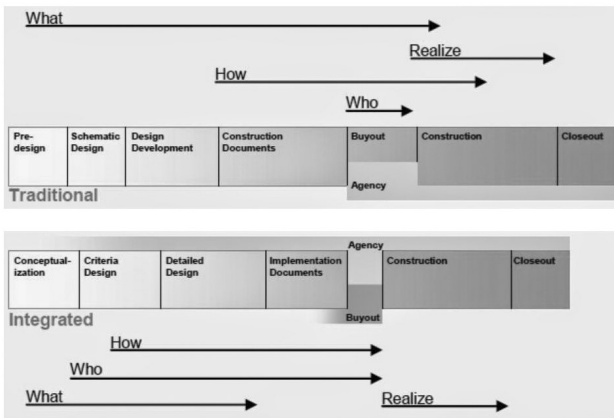 What
Realize
How
Who
Pre-
design
Schematic
Design
Design
Development
Construction
Documents
Buyout
Construction
Closeout
Agency
Traditional
Agency
Conceptual-
ization
Criteria
Design
Detailed
Design
Implementation
Documents
Construction
Closeout
Buyout
Integrated
How
Who
What
Realize